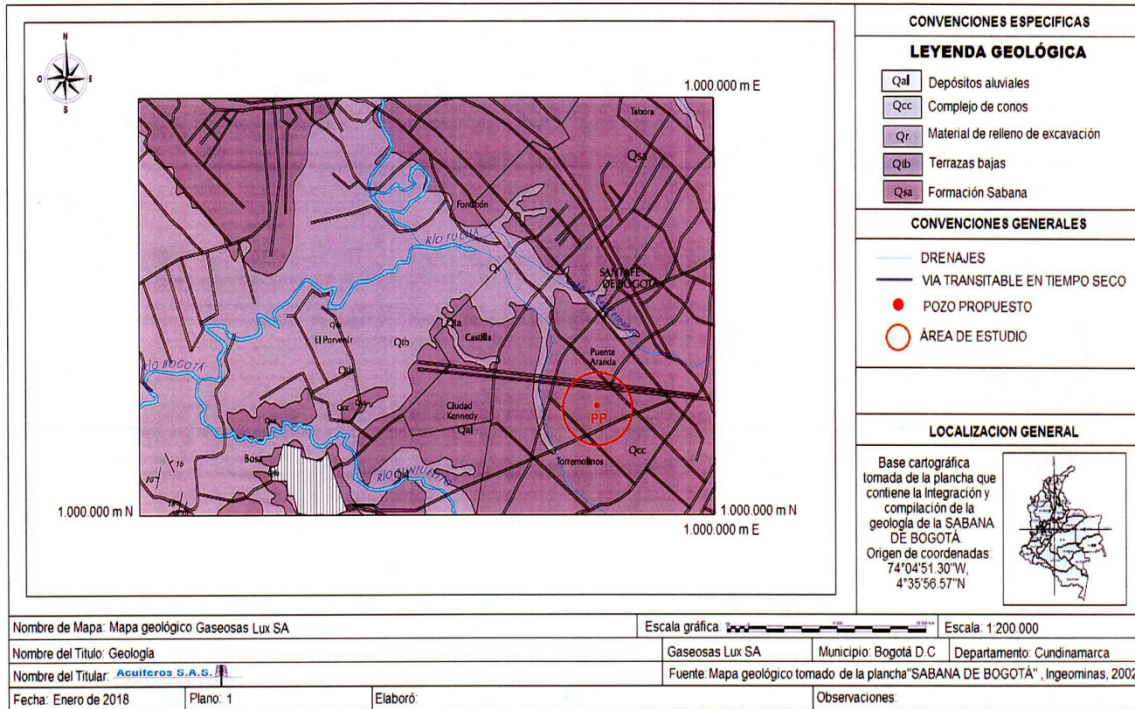 N
O
E
S
1.000.000 m E
Tabora
Qsa
Fontibón
RÍO FUCHA
Qr
SANTAFE
DE BOGOTA
El Porvenir
Qtb
Castilla
Puente
Aranda
RÍO BOGOTÁ
Qtb
Qcc
Ciudad
Kennedy
Qal
PP
Bosa
Torremolinos
Qcc
16
1.000.000 m N
1.000.000 m N
1.000.000 m E
CONVENCIONES ESPECIFICAS
LEYENDA GEOLÓGICA
Qal Depósitos aluviales
Qcc Complejo de conos
Qr Material de relleno de excavación
Qtb Terrazas bajas
Qsa Formación Sabana
CONVENCIONES GENERALES
DRENAJES
VIA TRANSITABLE EN TIEMPO SECO
POZO PROPUESTO
ÁREA DE ESTUDIO
LOCALIZACION GENERAL
Base cartográfica
tomada de la plancha que
contiene la Integración y
compilación de la
geología de la SABANA
DE BOGOTÁ.
Origen de coordenadas:
74°04'51.30"W,
4°35'56.57"N
Nombre de Mapa: Mapa geológico Gaseosas Lux SA
Escala gráfica:
Escala: 1:200.000
Nombre del Titulo: Geología
Gaseosas Lux SA
Municipio: Bogotá D.C
Departamento: Cundinamarca
Nombre del Titular: Acuiferos S.A.S.
Fuente: Mapa geológico tomado de la plancha"SABANA DE BOGOTÁ" , Ingeominas, 2002
Fecha: Enero de 2018
Plano: 1
Elaboró:
Observaciones: